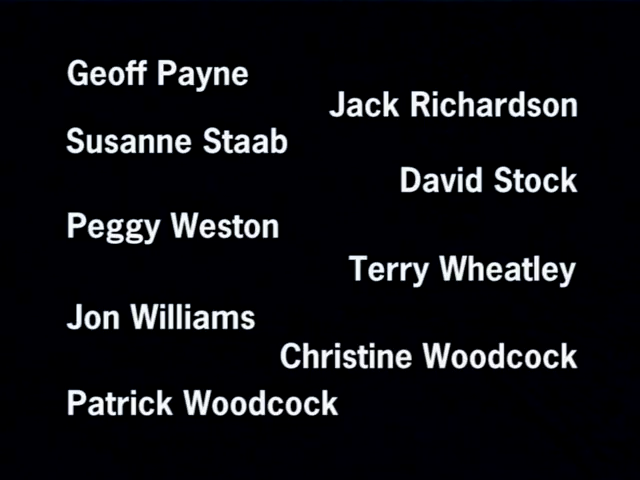 Geoff Payne
Jack Richardson
Susanne Staab
David Stock
Peggy Weston
Terry Wheatley
Jon Williams
Christine Woodcock
Patrick Woodcock